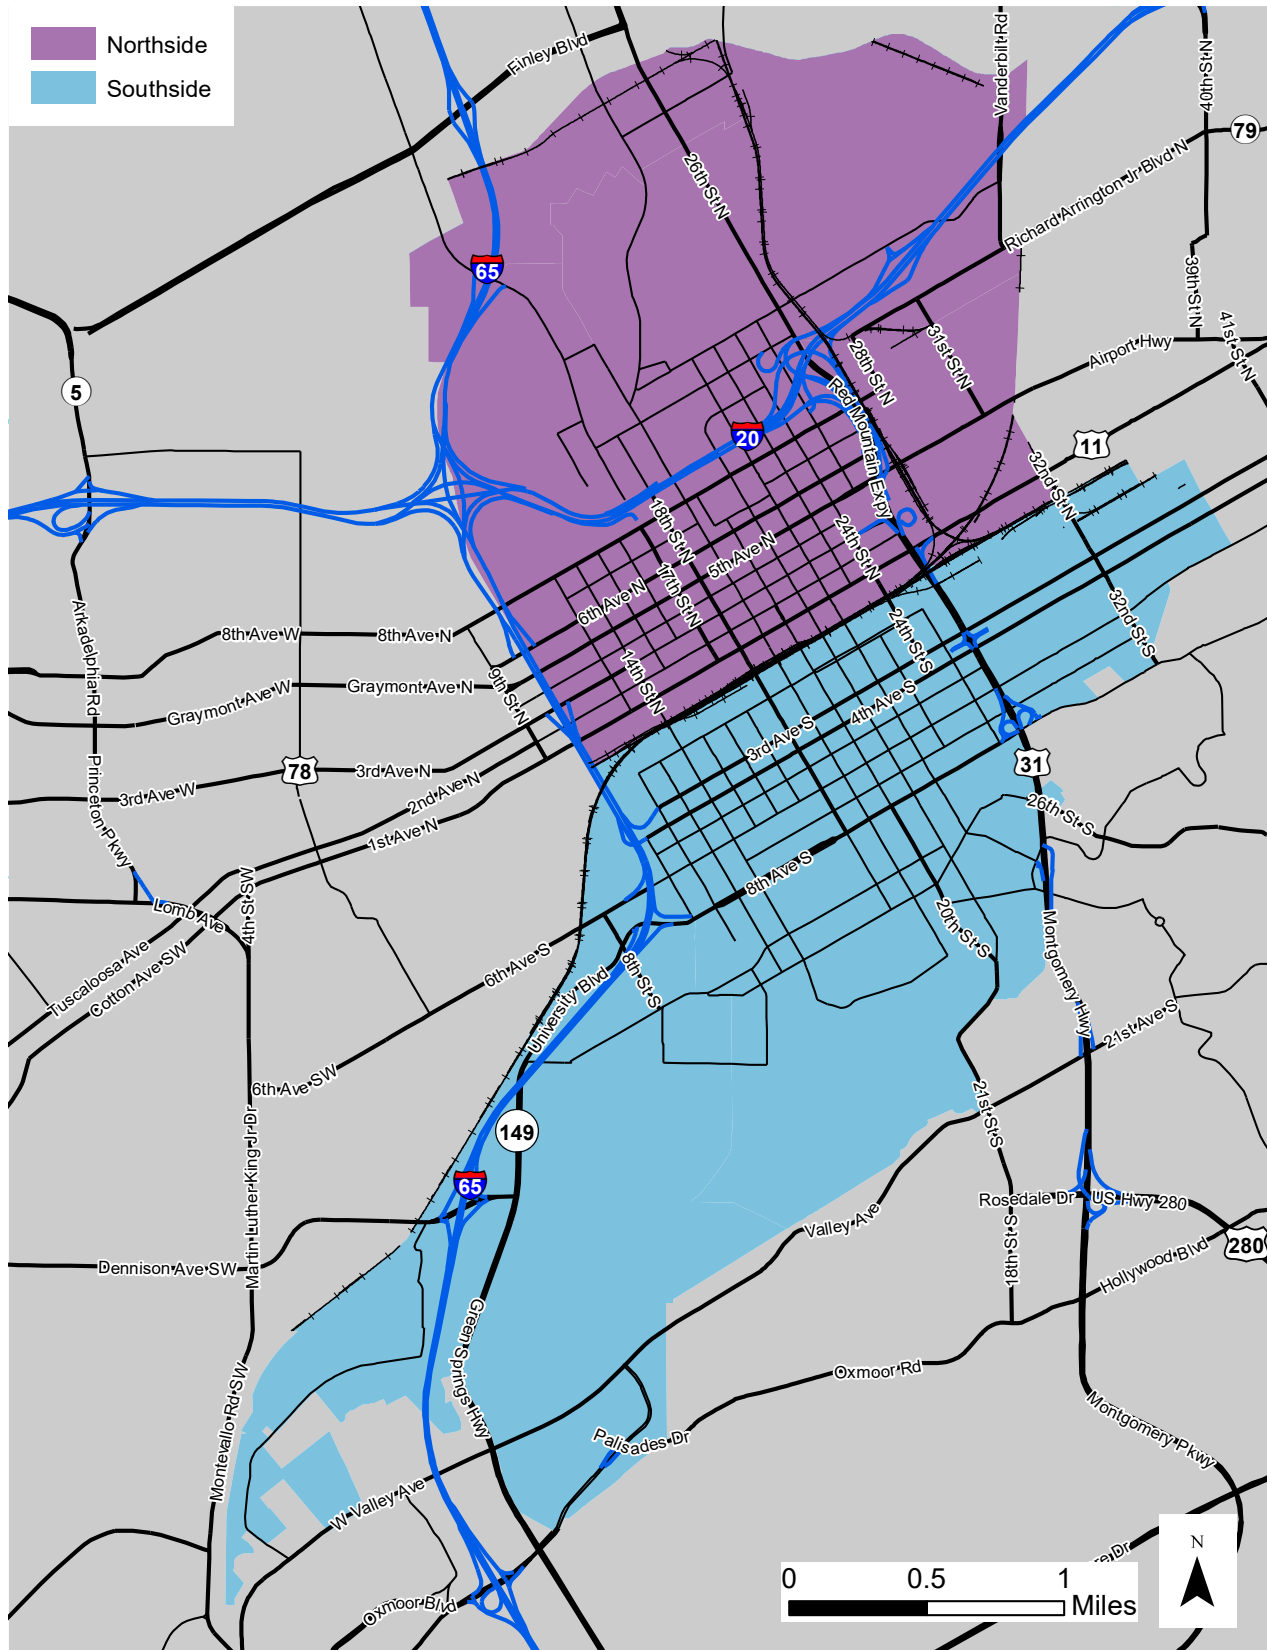 Northside
Southside
Finley Blvd
Vanderbilt Rd
40th St N
79
26th St N
Richard Arrington Jr Blvd N
65
39th St N
41st St N
Airport Hwy
31st St N
28th St N
5
Red Mountain Expy
20
11
32nd St N
18th St N
24th St N
5th Ave N
17th St N
6th Ave N
Arkadelphia Rd
8th Ave W
8th Ave N
24th St S
32nd St S
14th St N
9th St N
Graymont Ave W
Graymont Ave N
4th Ave S
3rd Ave S
31
78
3rd Ave N
3rd Ave W
2nd Ave N
1st Ave N
Princeton Pkwy
26th St S
8th Ave S
Lomb Ave
4th St SW
20th St S
Montgomery Hwy
Tuscaloosa Ave
Cotton Ave SW
6th Ave S
8th St S
University Blvd
21st Ave S
6th Ave SW
21st St S
149
65
Martin Luther King Jr Dr
Rosedale Dr
US Hwy 280
Valley Ave
280
18th St S
Hollywood Blvd
Dennison Ave SW
Green Springs Hwy
Oxmoor Rd
Montevallo Rd SW
Palisades Dr
Montgomery Pkwy
W Valley Ave
Oxmoor Blvd
re Dr
N
0 0.5 1
Miles